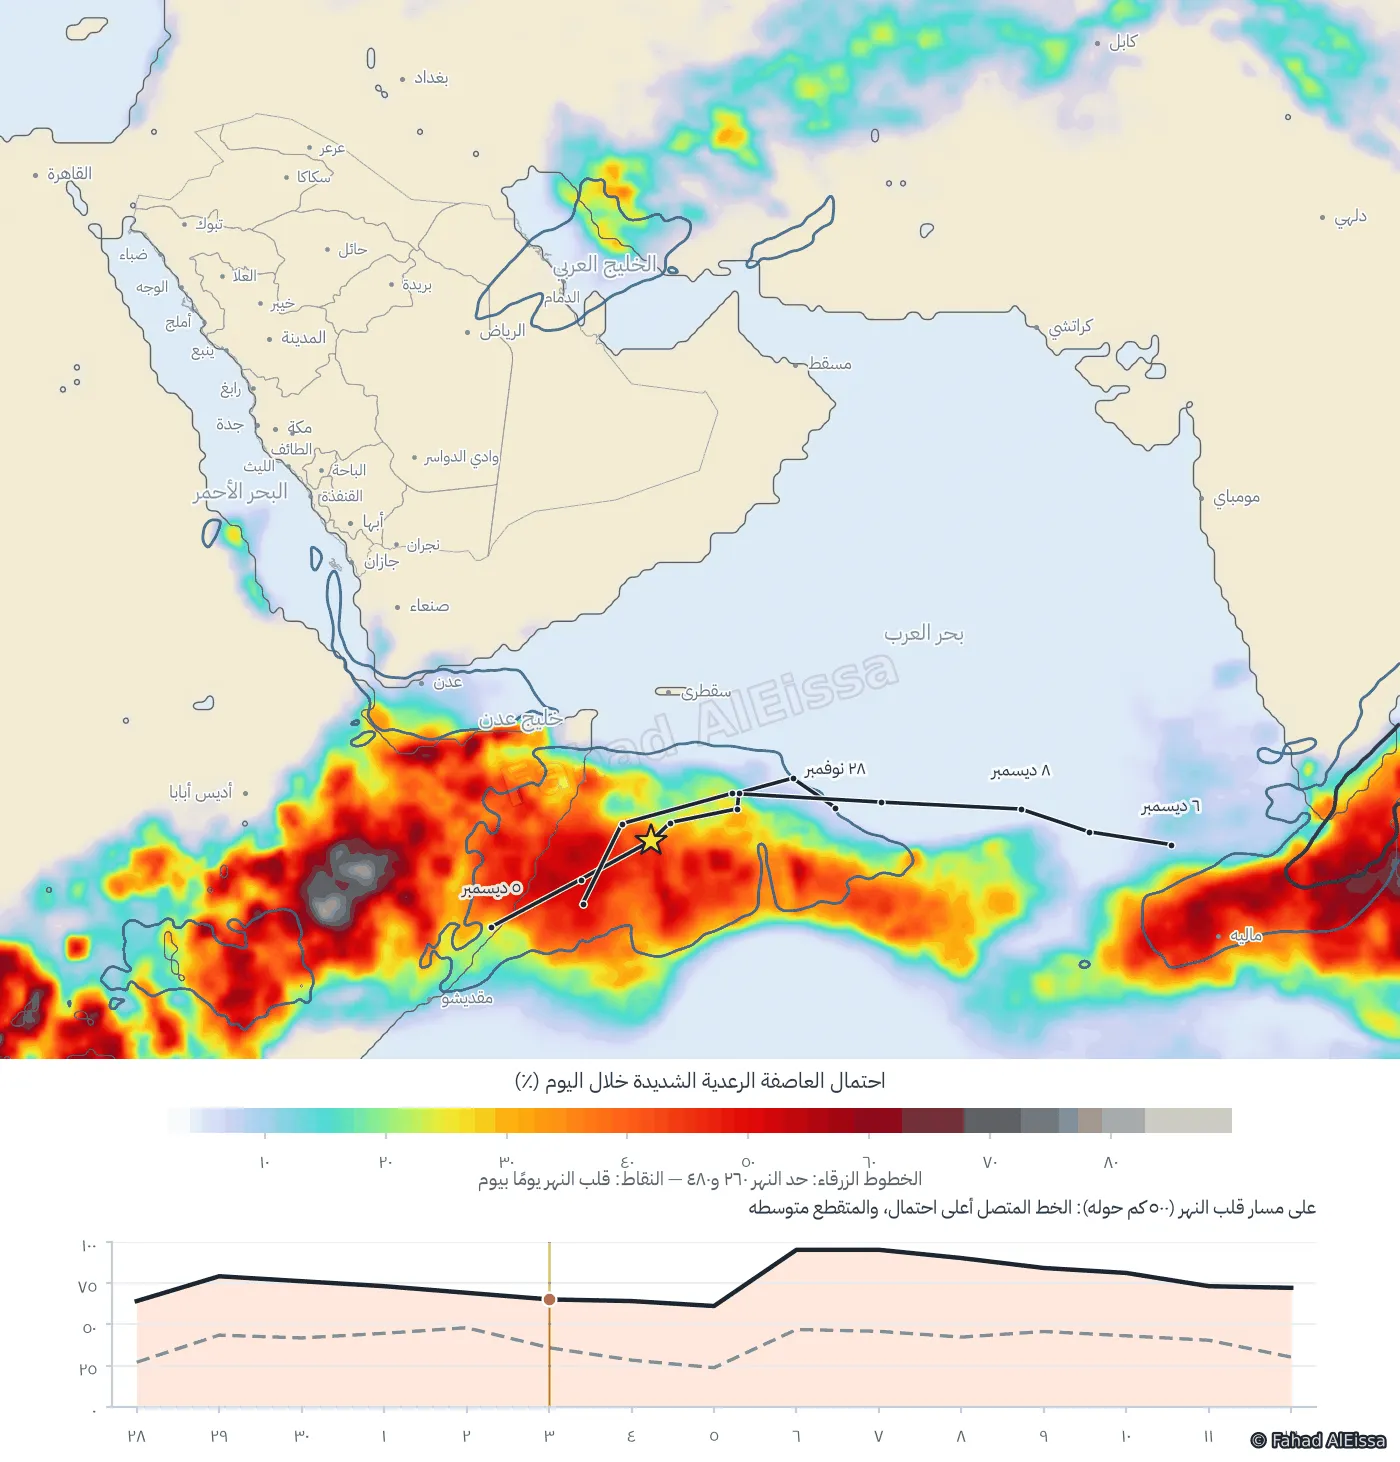 كابل
بغداد
عرعر
القاهرة
سكاكا
تبوك
دلهي
ضباء
حائل
العلا
الخليج العربي
الوجه
بريدة
الدمام
خيبر
أملج
كراتشي
الرياض
المدينة
ينبع
مسقط
رابغ
جدة
مكة
الطائف
وادي الدواسر
الليث
الباحة
البحر الأحمر
القنفذة
مومباي
أبها
نجران
جازان
صنعاء
بحر العرب
عدن
سقطرى
Fahad AlEissa
خليج عدن
٢٨ نوفمبر
٨ ديسمبر
أديس أبابا
٦ ديسمبر
٥ ديسمبر
ماليه
مقديشو
احتمال العاصفة الرعدية الشديدة خلال اليوم (٪)
١٠ ٢٠ ٣٠ ٤٠ ٥٠ ٦٠ ٧٠ ٨٠
الخطوط الزرقاء: حد النهر ٢٦٠ و٤٨٠ — النقاط: قلب النهر يومًا بيوم
على مسار قلب النهر (٥٠٠ كم حوله): الخط المتصل أعلى احتمال، والمتقطع متوسطه
١٠٠
٧٥
٥٠
٢٥
٠
٢٨ ٢٩ ٣٠ ١ ٢ ٣ ٤ ٥ ٦ ٧ ٨ ٩ ١٠ ١١
© Fahad AlEissa